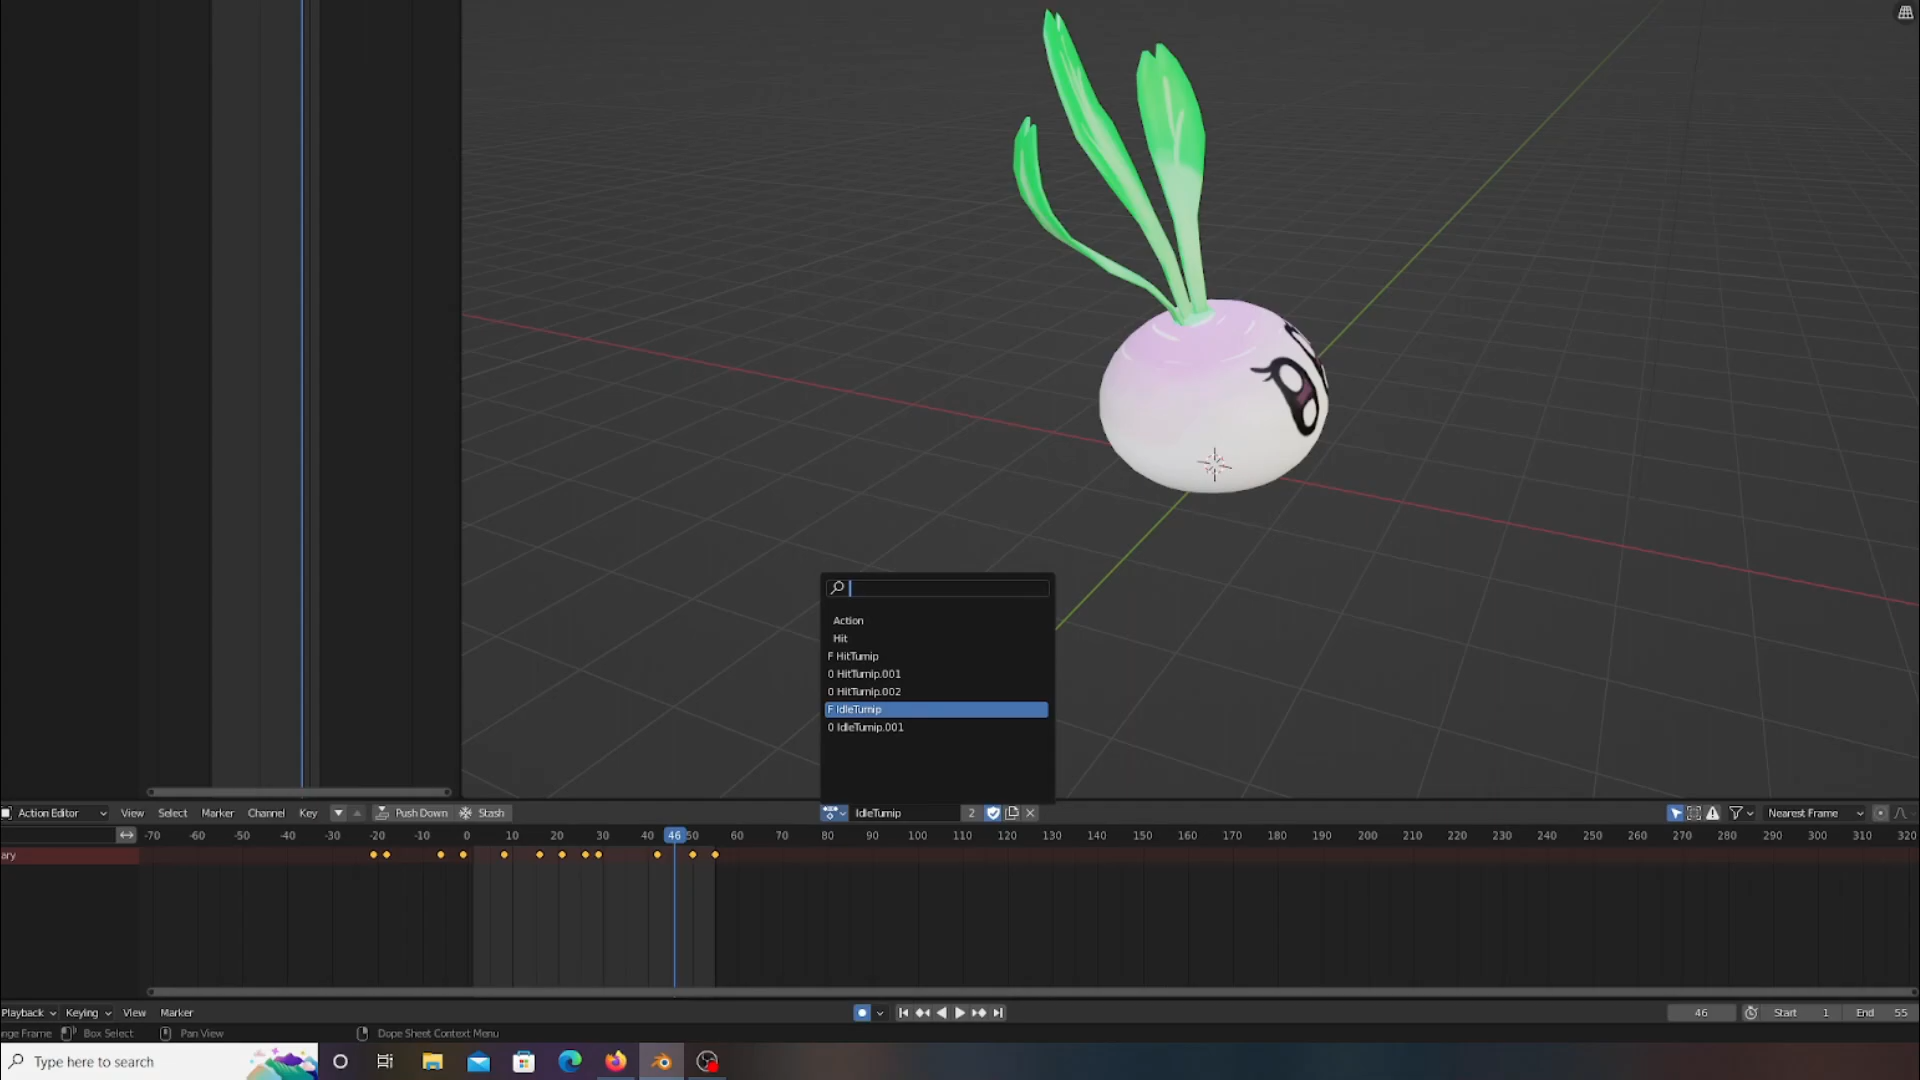 Action
Hit
F HitTurnip
0 HitTurnip.001
0 HitTurnip.002
F IdleTurnip
0 IdleTurnip.001
Action Editor View Select Marker Channel Key Push Down Stash IdleTurnip 2 Nearest Frame
-70 -60 -50 -40 -30 -20 -10 0 10 20 30 40 46 50 60 70 80 90 100 110 120 130 140 150 160 170 180 190 200 210 220 230 240 250 260 270 280 290 300 310 320
ary
Playback Keying View Marker 46 Start 1 End 55
nge Frame Box Select Pan View Dope Sheet Context Menu
Type here to search